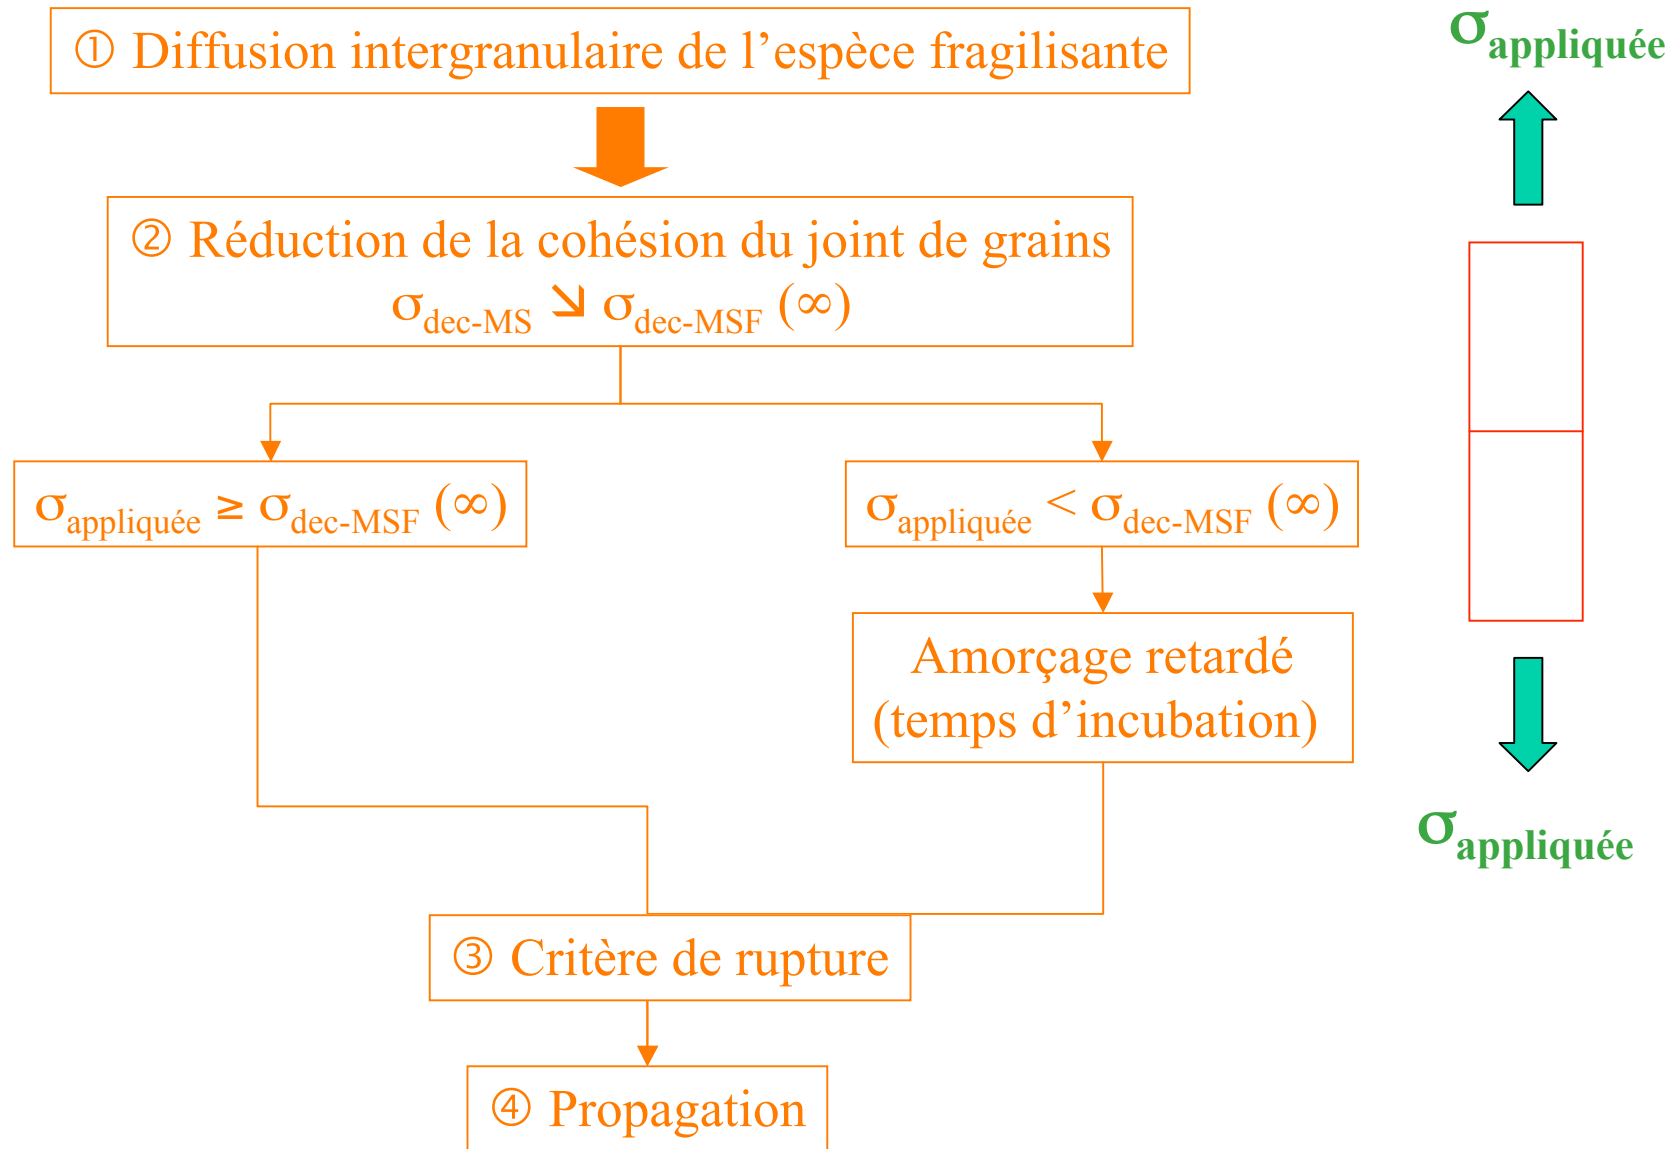 ① Diffusion intergranulaire de l’espèce fragilisante
σappliquée
② Réduction de la cohésion du joint de grains
σdec-MS ↘ σdec-MSF (∞)
σappliquée ≥ σdec-MSF (∞)
σappliquée < σdec-MSF (∞)
Amorçage retardé
(temps d’incubation)
σappliquée
③ Critère de rupture
④ Propagation